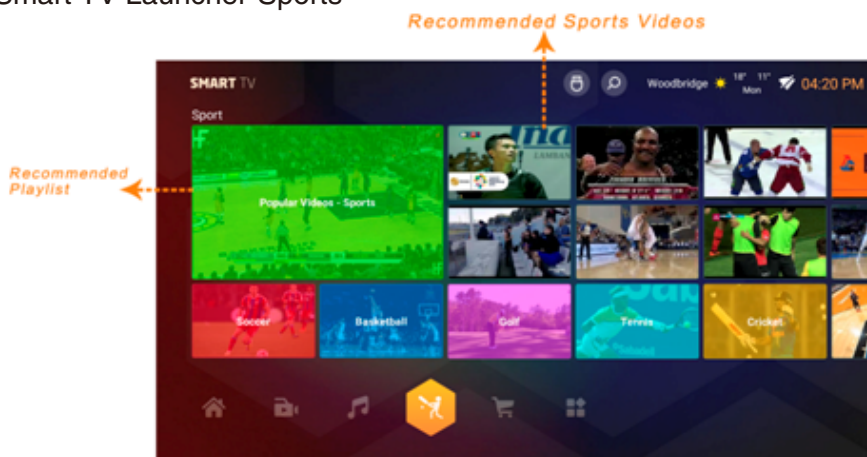 Smart TV Launcher Sports
Recommended Sports Videos
SMART TV
Woodbridge 18° 11° Mon 04:20 PM
Sport
Recommended
Playlist
Popular Videos - Sports
Soccer
Basketball
Golf
Tennis
Cricket